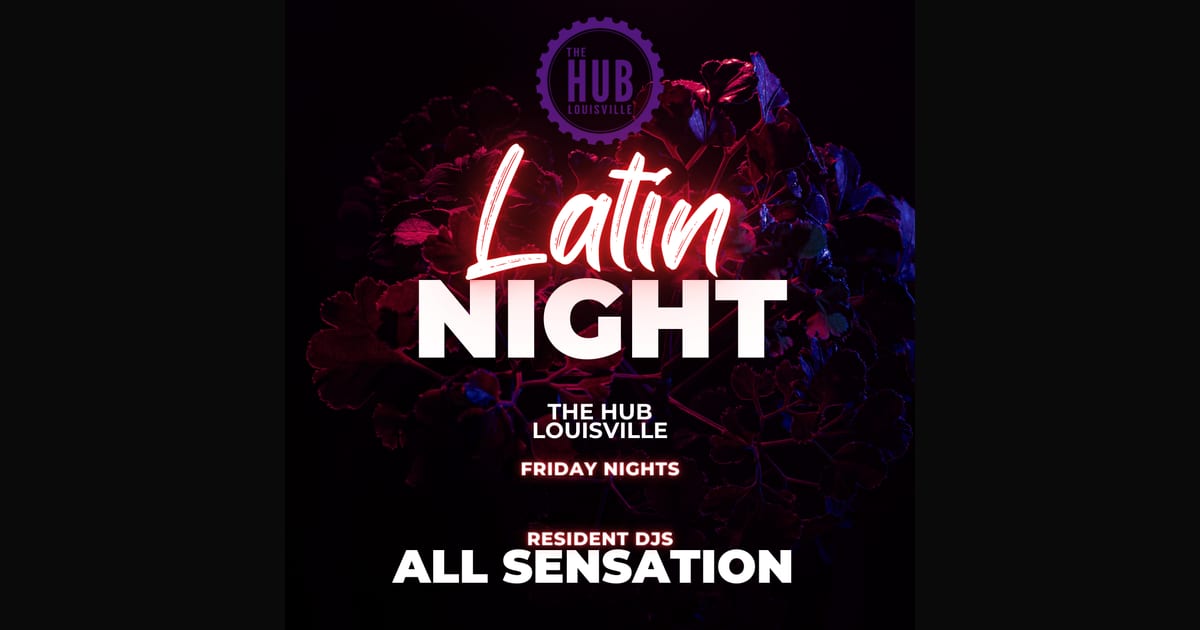 THE
HUB
LOUISVILLE
Latin
NIGHT
THE HUB
LOUISVILLE
FRIDAY NIGHTS
RESIDENT DJS
ALL SENSATION